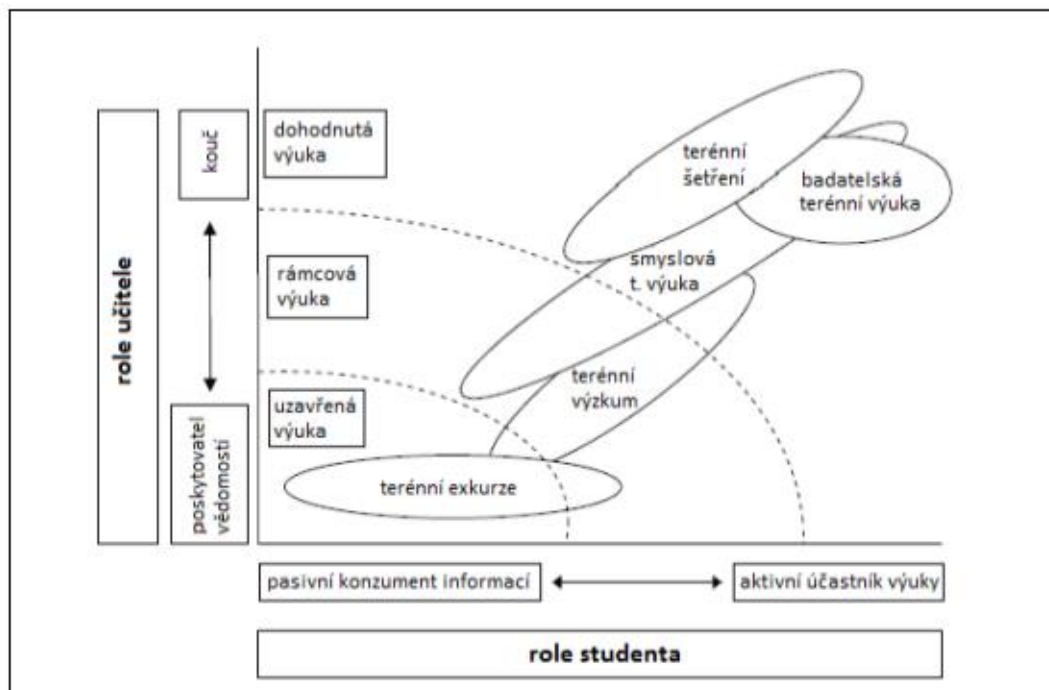 role učitele
kouč
poskytovatel
vědomostí
dohodnutá
výuka
rámcová
výuka
uzavřená
výuka
terénní
šetření
badatelská
terénní výuka
smyslová
t. výuka
terénní
výzkum
terénní exkurze
pasivní konzument informací
aktivní účastník výuky
role studenta